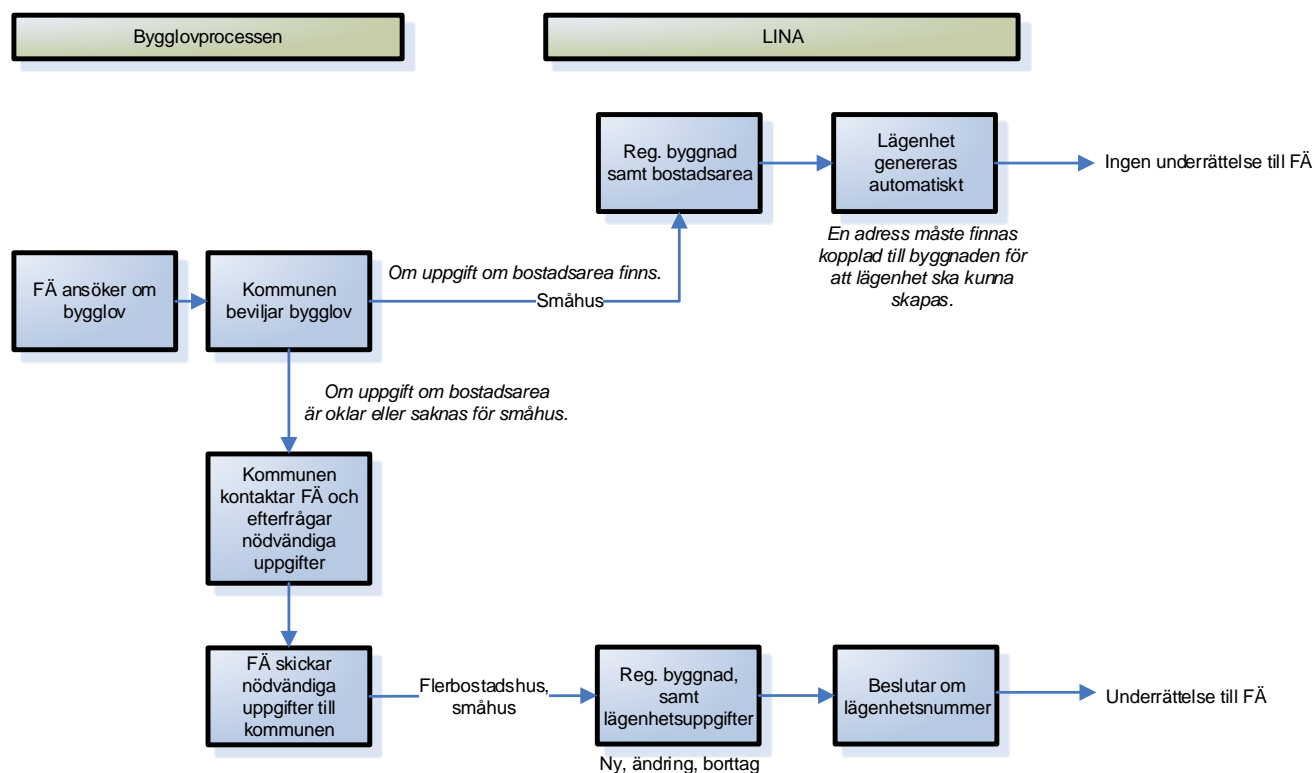 Bygglovprocessen
LINA
Reg. byggnad
samt bostadsarea
Lägenhet
genereras
automatiskt
Ingen underrättelse till FÄ
En adress måste finnas
kopplad till byggnaden för
att lägenhet ska kunna
skapas.
FÄ ansöker om
bygglov
Kommunen
beviljar bygglov
Om uppgift om bostadsarea finns.
Småhus
Om uppgift om bostadsarea
är oklar eller saknas för småhus.
Kommunen
kontaktar FÄ och
efterfrågar
nödvändiga
uppgifter
FÄ skickar
nödvändiga
uppgifter till
kommunen
Flerbostadshus,
småhus
Reg. byggnad,
samt
lägenhetsuppgifter
Ny, ändring, borttag
Beslutar om
lägenhetsnummer
Underrättelse till FÄ